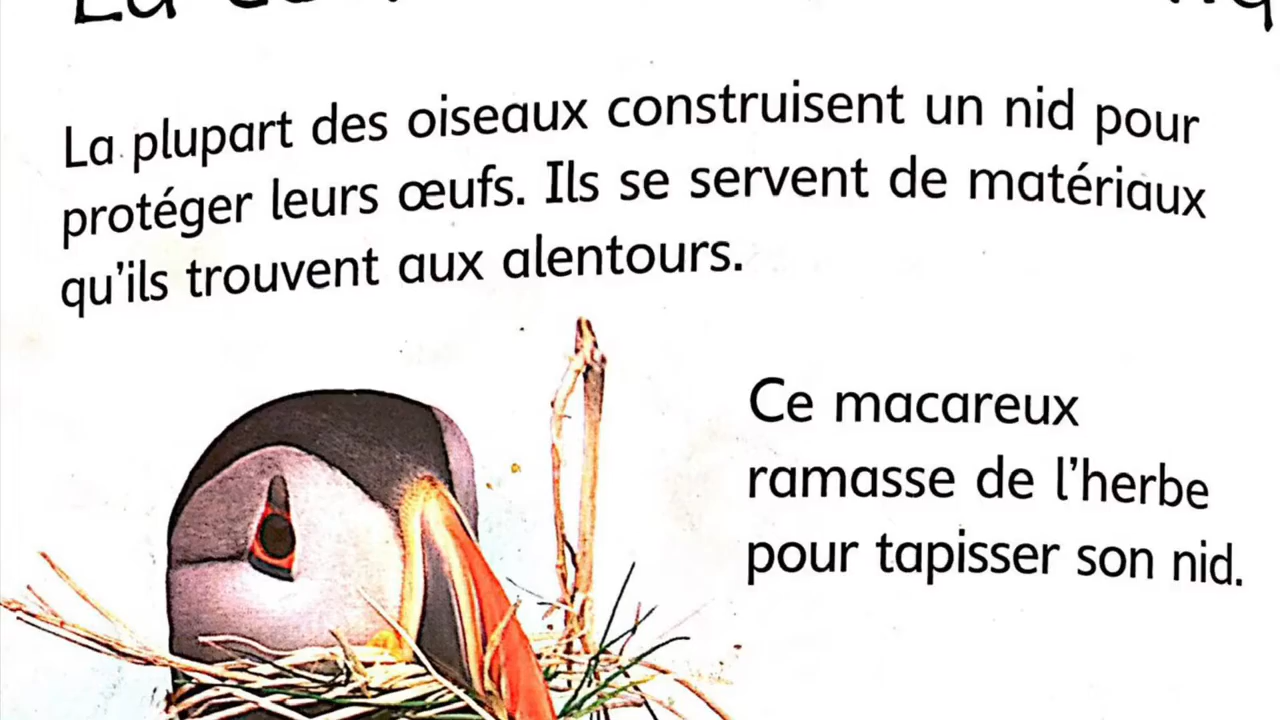 La
La plupart des oiseaux construisent un nid pour
protéger leurs œufs. Ils se servent de matériaux
qu'ils trouvent aux alentours.
Ce macareux
ramasse de l'herbe
pour tapisser son nid.